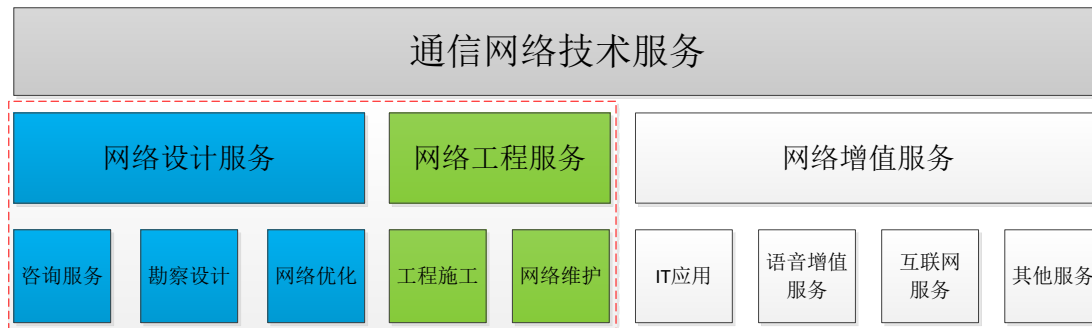 通信网络技术服务
网络设计服务
网络工程服务
网络增值服务
咨询服务
勘察设计
网络优化
工程施工
网络维护
IT应用
语音增值
服务
互联网
服务
其他服务